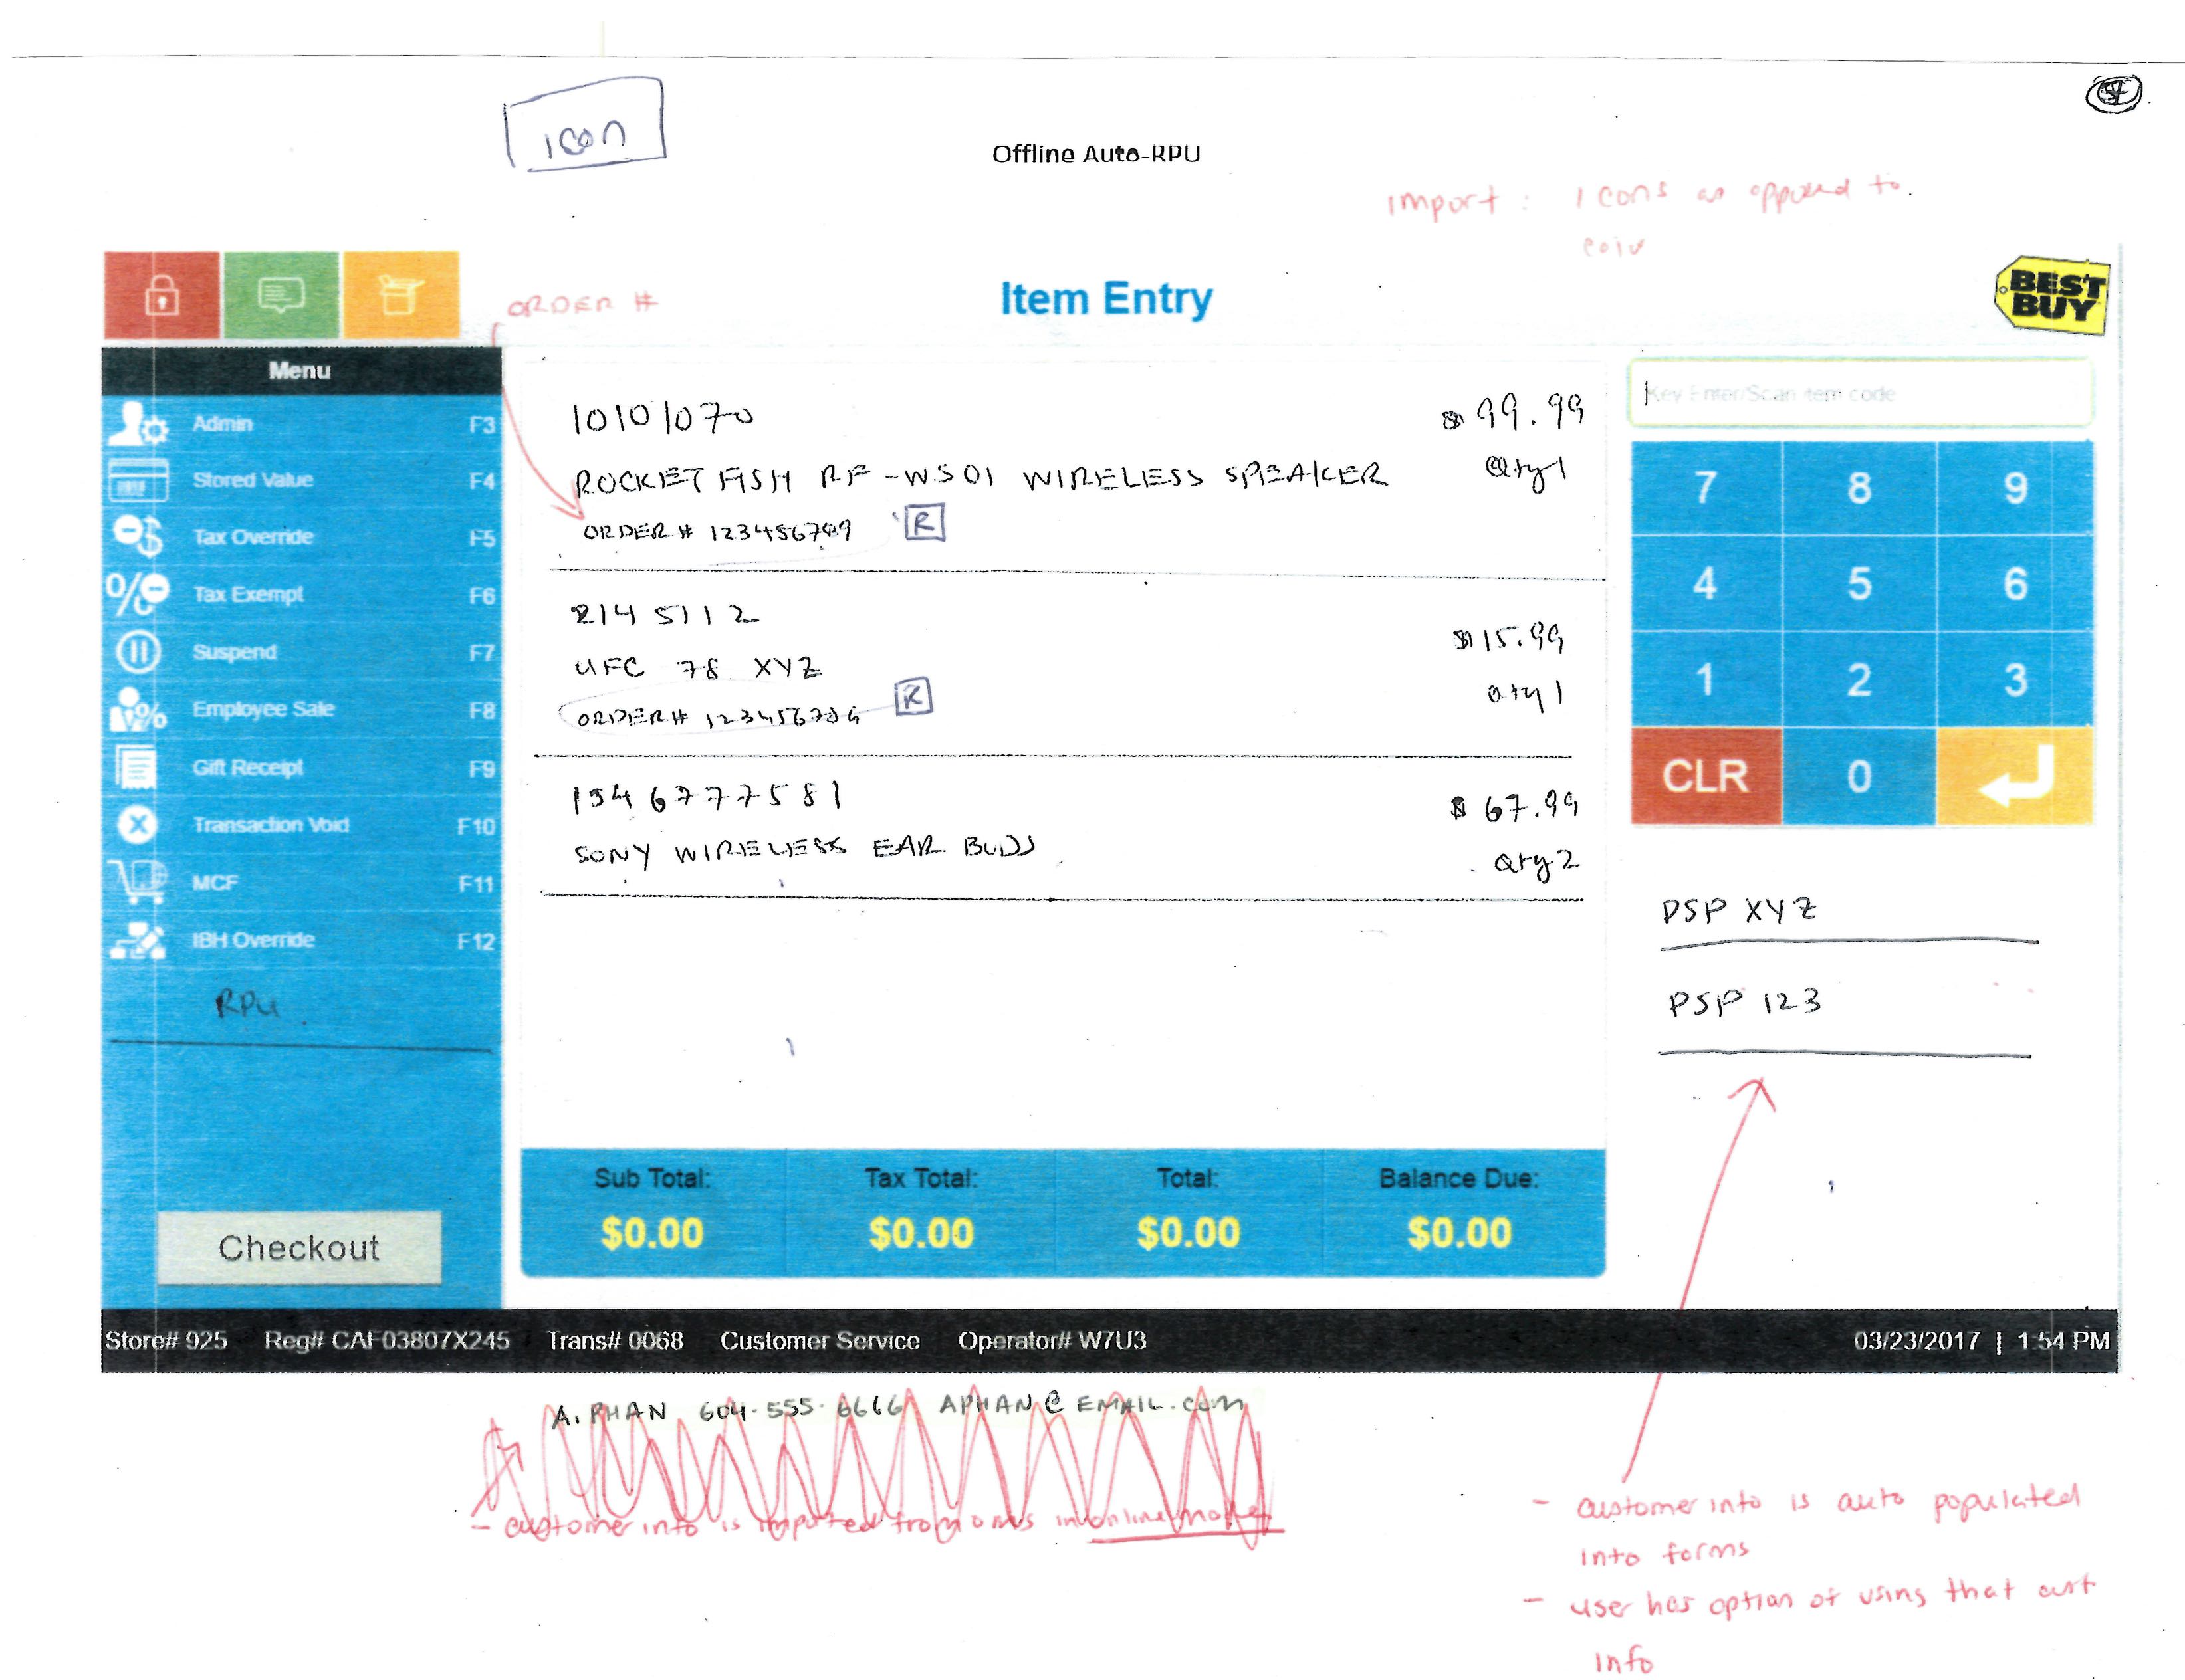 icon
Offline Auto-RPU
import: Icons as opposed to
Item Entry
BEST BUY
ORDER #
Menu
Admin F3
Stored Value F4
Tax Override F5
Tax Exempt F6
Suspend F7
Employee Sale F8
Gift Receipt F9
Transaction Void F10
MCF F11
IBH Override F12
RPU
Checkout
10101070 $99.99
ROCKETFISH RF-WS01 WIRELESS SPEAKER Qty 1
ORDER # 123456789 R
2145112 $15.99
UFC 78 XYZ
Qty 1
ORDER# 123456789 R
1346777581 $67.99
SONY WIRELESS EAR BUDS Qty 2
Key Enter/Scan item code
7 8 9
4 5 6
1 2 3
CLR 0
PSP XYZ
PSP 123
Sub Total: Tax Total: Total: Balance Due:
$0.00 $0.00 $0.00 $0.00
Store# 925 Reg# CAF03807X245 Trans# 0068 Customer Service Operator# W7U3 03/23/2017 | 1:54 PM
A. PHAN 604-555-6666 APHAN@EMAIL.COM
- customer info is imported from oms in online mode
- customer info is auto populated
into forms
- user has option of using that cust
info